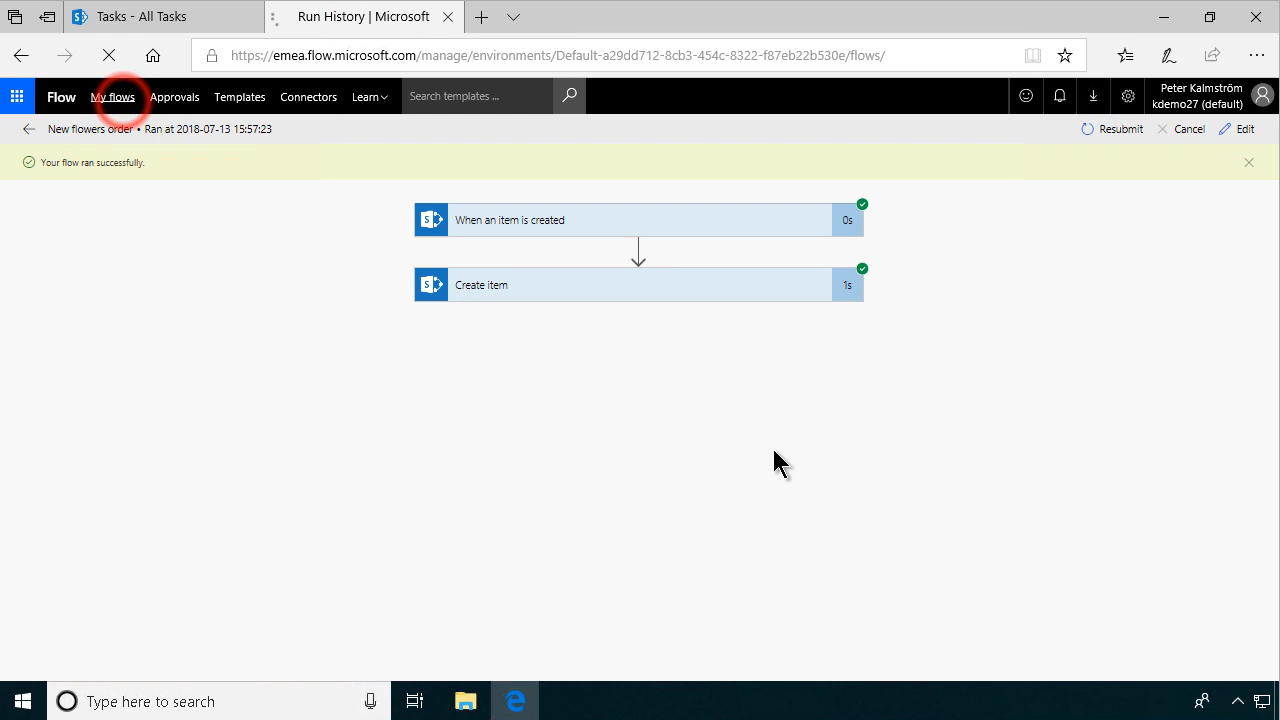 Tasks - All Tasks
Run History | Microsoft
https://emea.flow.microsoft.com/manage/environments/Default-a29dd712-8cb3-454c-8322-f87eb22b530e/flows/
Flow My flows Approvals Templates Connectors Learn Search templates ...
Peter Kalmström
kdemo27 (default)
New flowers order • Ran at 2018-07-13 15:57:23
Resubmit Cancel Edit
Your flow ran successfully.
S When an item is created 0s
S Create item 1s
Type here to search